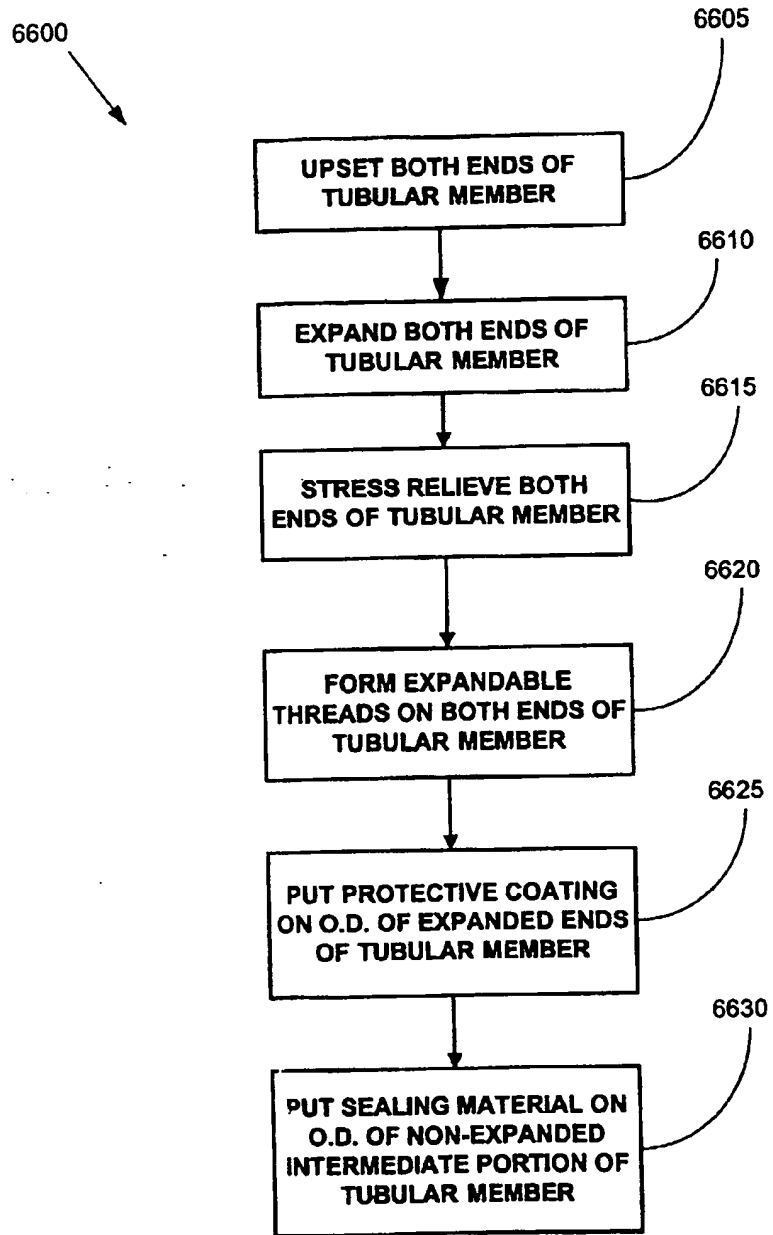 6600
6605
UPSET BOTH ENDS OF
TUBULAR MEMBER
6610
EXPAND BOTH ENDS OF
TUBULAR MEMBER
6615
STRESS RELIEVE BOTH
ENDS OF TUBULAR MEMBER
6620
FORM EXPANDABLE
THREADS ON BOTH ENDS OF
TUBULAR MEMBER
6625
PUT PROTECTIVE COATING
ON O.D. OF EXPANDED ENDS
OF TUBULAR MEMBER
6630
PUT SEALING MATERIAL ON
O.D. OF NON-EXPANDED
INTERMEDIATE PORTION OF
TUBULAR MEMBER